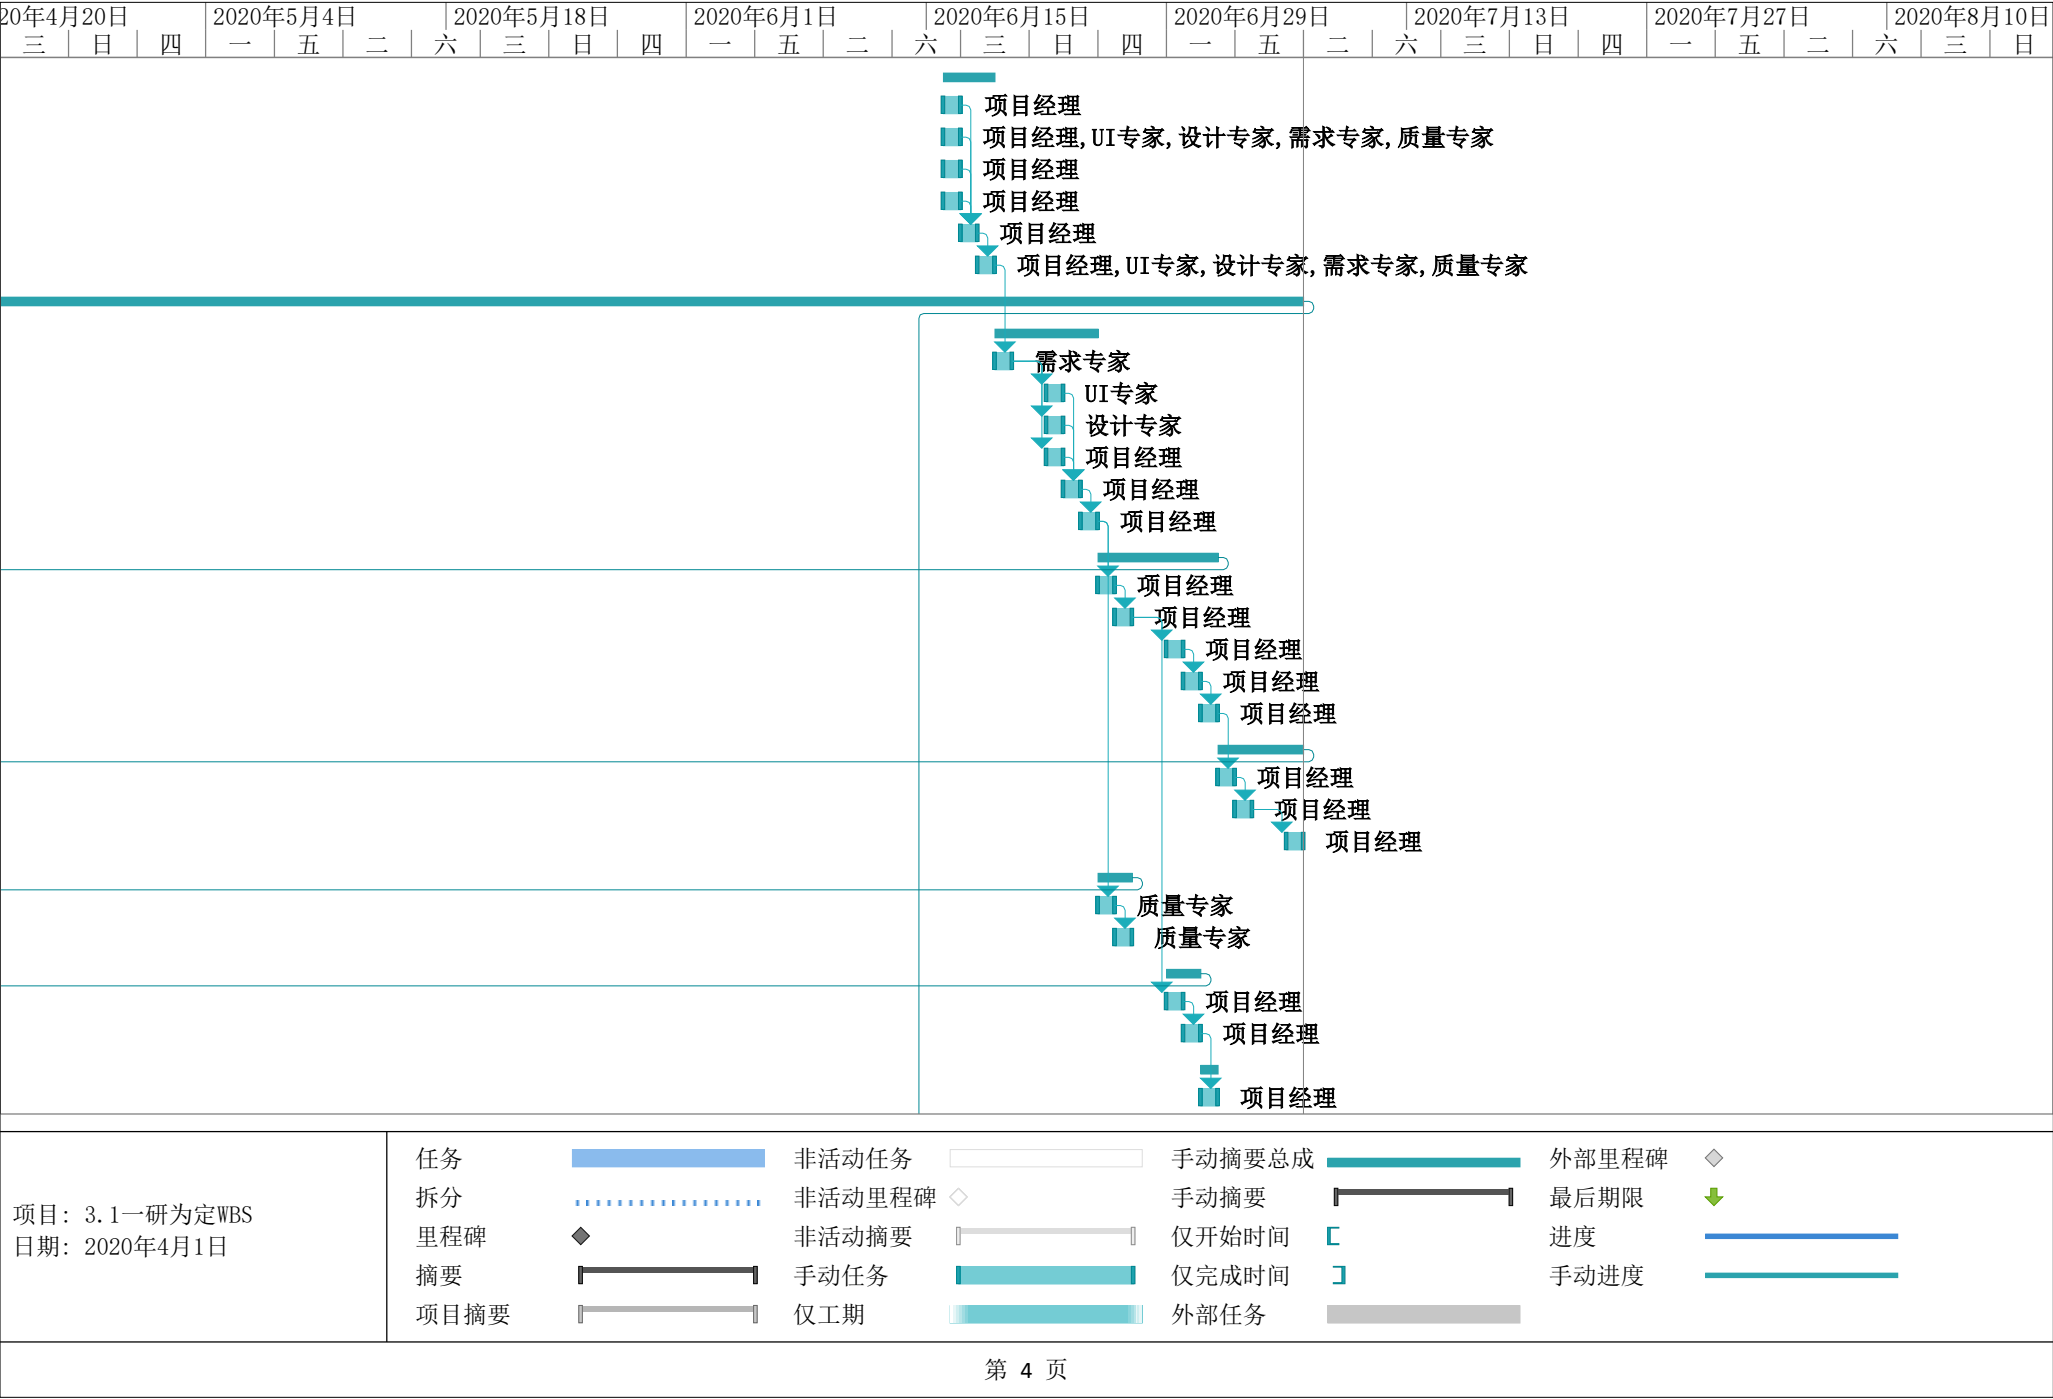 20年4月20日 2020年5月4日 2020年5月18日 2020年6月1日 2020年6月15日 2020年6月29日 2020年7月13日 2020年7月27日 2020年8月10日
三 日 四 一 五 二 六 三 日 四 一 五 二 六 三 日 四 一 五 二 六 三 日 四 一 五 二 六 三 日
项目经理
项目经理,UI专家,设计专家,需求专家,质量专家
项目经理
项目经理
项目经理
项目经理,UI专家,设计专家,需求专家,质量专家
需求专家
UI专家
设计专家
项目经理
项目经理
项目经理
项目经理
项目经理
项目经理
项目经理
项目经理
项目经理
项目经理
项目经理
质量专家
质量专家
项目经理
项目经理
项目经理
项目: 3.1一研为定WBS
日期: 2020年4月1日
任务 非活动任务 手动摘要总成 外部里程碑
拆分 非活动里程碑 手动摘要 最后期限
里程碑 非活动摘要 仅开始时间 进度
摘要 手动任务 仅完成时间 手动进度
项目摘要 仅工期 外部任务
第 4 页